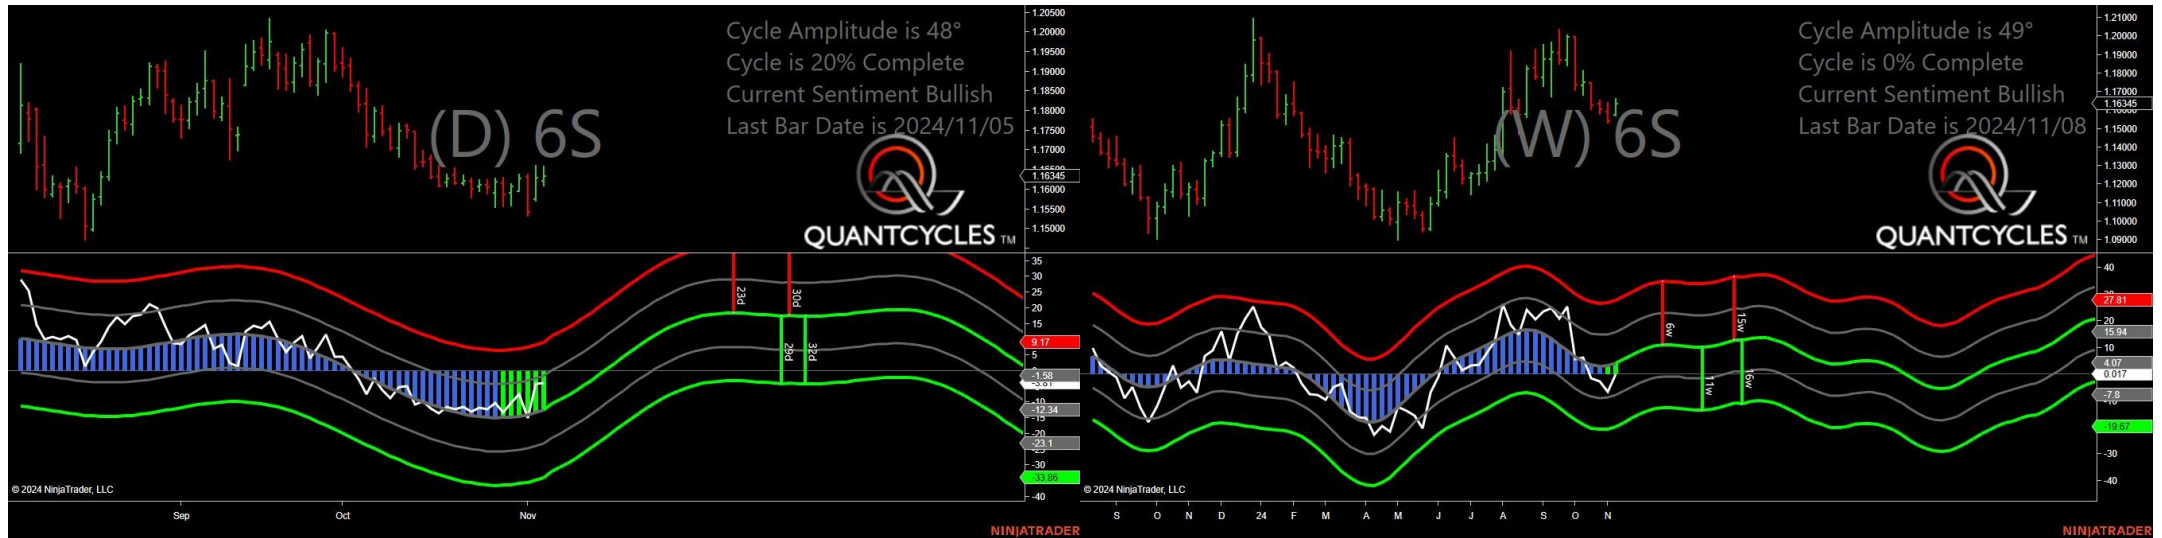 Cycle Amplitude is 48°
Cycle is 20% Complete
Current Sentiment Bullish
Last Bar Date is 2024/11/05
(D) 6S
QUANTCYCLES TM
1.20500
1.20000
1.19500
1.19000
1.18500
1.18000
1.17500
1.17000
1.16345
1.16000
1.15500
1.15000
35
30
25
20
15
9.17
5
-1.58
-3.81
-12.34
-15
-20
-23.1
-30
-33.86
-40
23d
30d
29d
32d
© 2024 NinjaTrader, LLC
Sep
Oct
Nov
NINJATRADER
Cycle Amplitude is 49°
Cycle is 0% Complete
Current Sentiment Bullish
Last Bar Date is 2024/11/08
(W) 6S
QUANTCYCLES TM
1.21000
1.20000
1.19000
1.18000
1.17000
1.16345
1.15000
1.14000
1.13000
1.12000
1.11000
1.10000
1.09000
40
27.81
20
15.94
10
4.07
0.017
-7.8
-19.67
-30
-40
6w
15w
11w
16w
© 2024 NinjaTrader, LLC
S
O
N
D
24
F
M
A
M
J
J
A
S
O
N
NINJATRADER